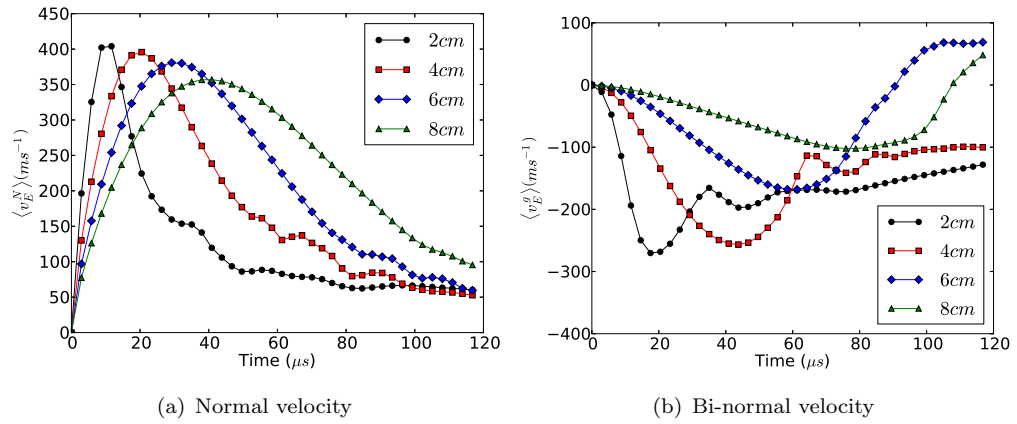 450
400
350
300
250
200
150
100
50
0
⟨v_E^N⟩(ms⁻¹)
0 20 40 60 80 100 120
Time (μs)
2cm
4cm
6cm
8cm
(a) Normal velocity
100
0
−100
−200
−300
−400
⟨v_E^g⟩(ms⁻¹)
0 20 40 60 80 100 120
Time (μs)
2cm
4cm
6cm
8cm
(b) Bi-normal velocity